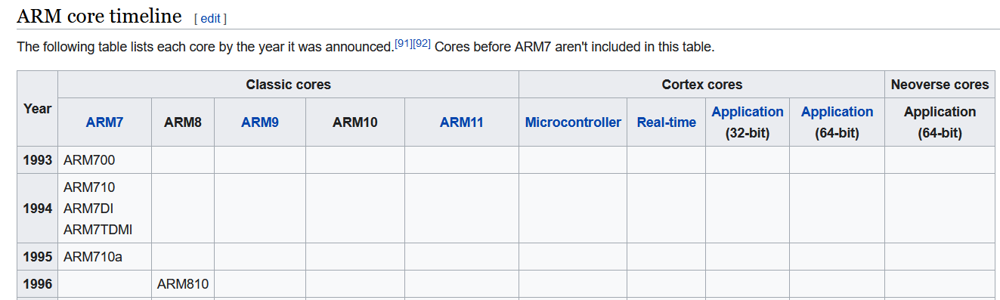 ARM core timeline [ edit ]
The following table lists each core by the year it was announced.[91][92] Cores before ARM7 aren't included in this table.
Year Classic cores Cortex cores Neoverse cores
ARM7 ARM8 ARM9 ARM10 ARM11 Microcontroller Real-time Application (32-bit) Application (64-bit) Application (64-bit)
1993 ARM700
1994 ARM710
ARM7DI
ARM7TDMI
1995 ARM710a
1996 ARM810